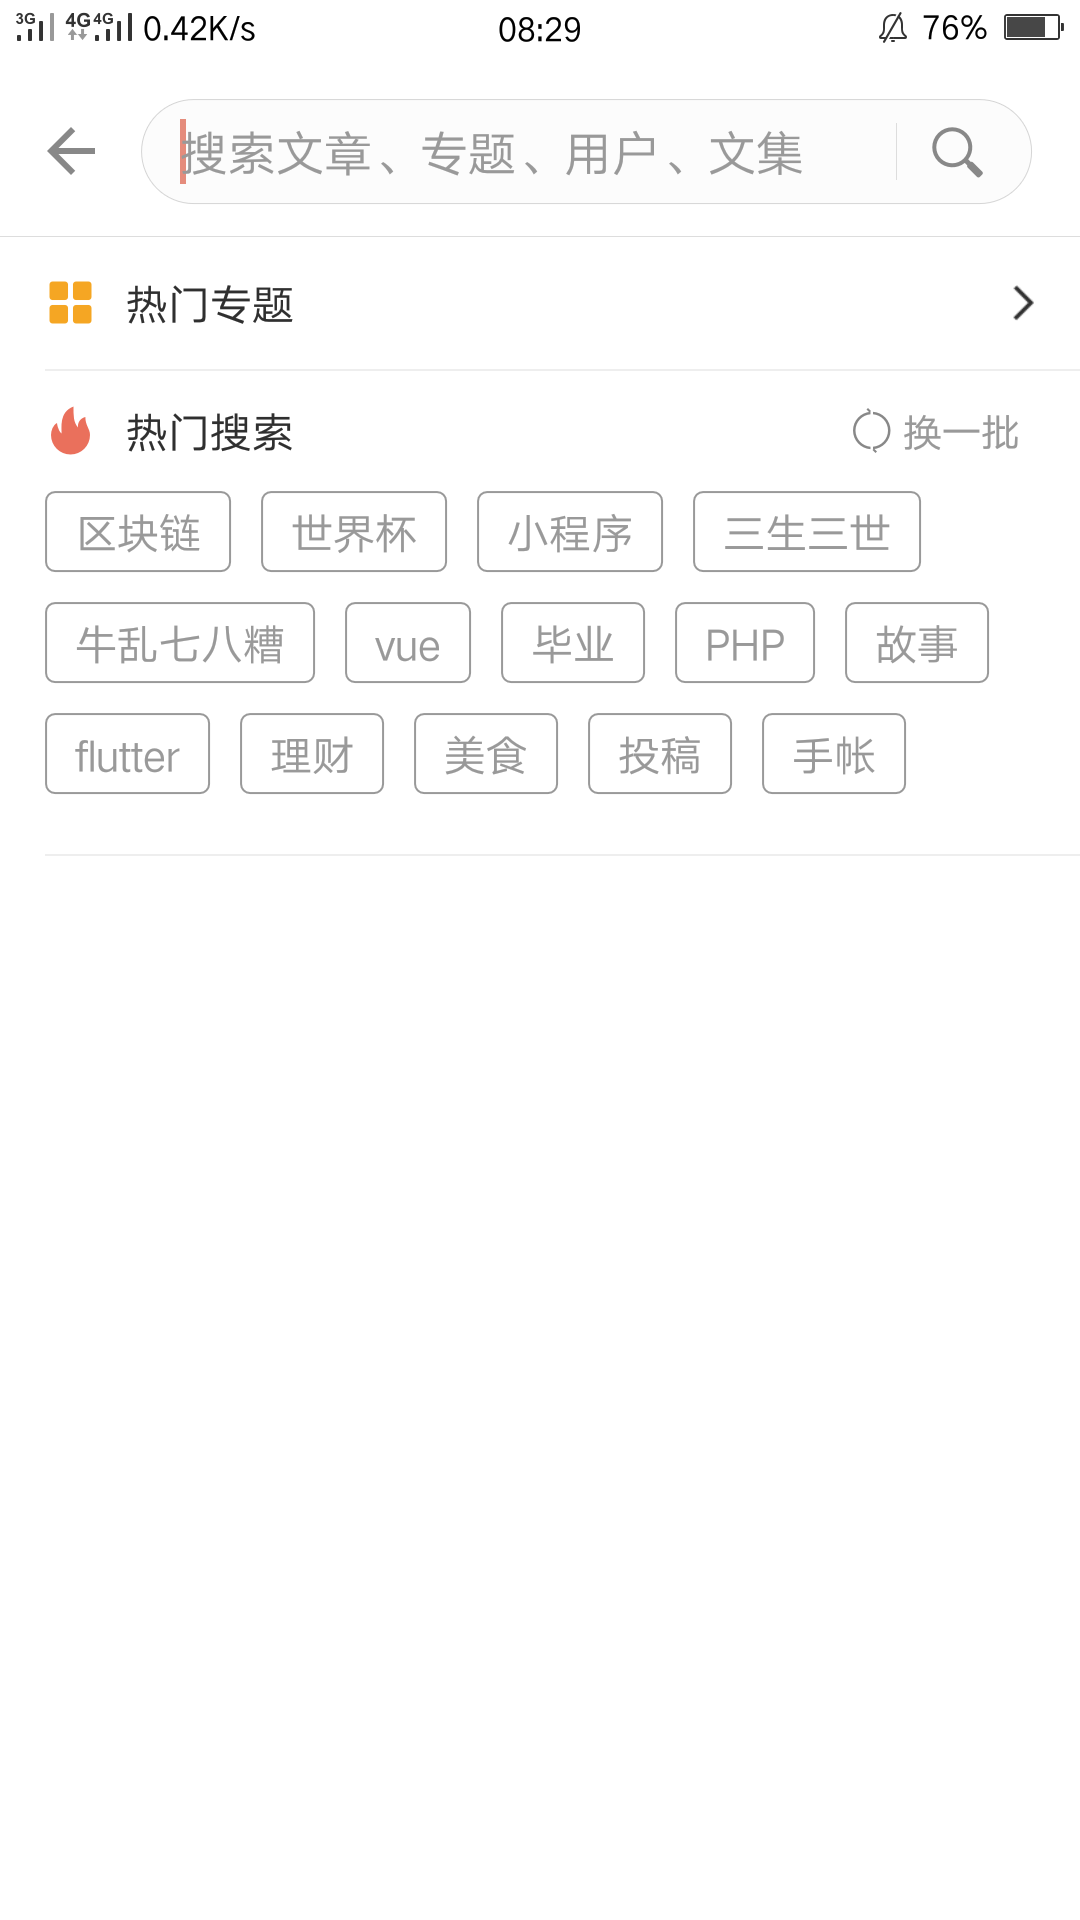 3G 4G 4G 0.42K/s 08:29 76%
搜索文章、专题、用户、文集
热门专题
热门搜索 换一批
区块链 世界杯 小程序 三生三世
牛乱七八糟 vue 毕业 PHP 故事
flutter 理财 美食 投稿 手帐